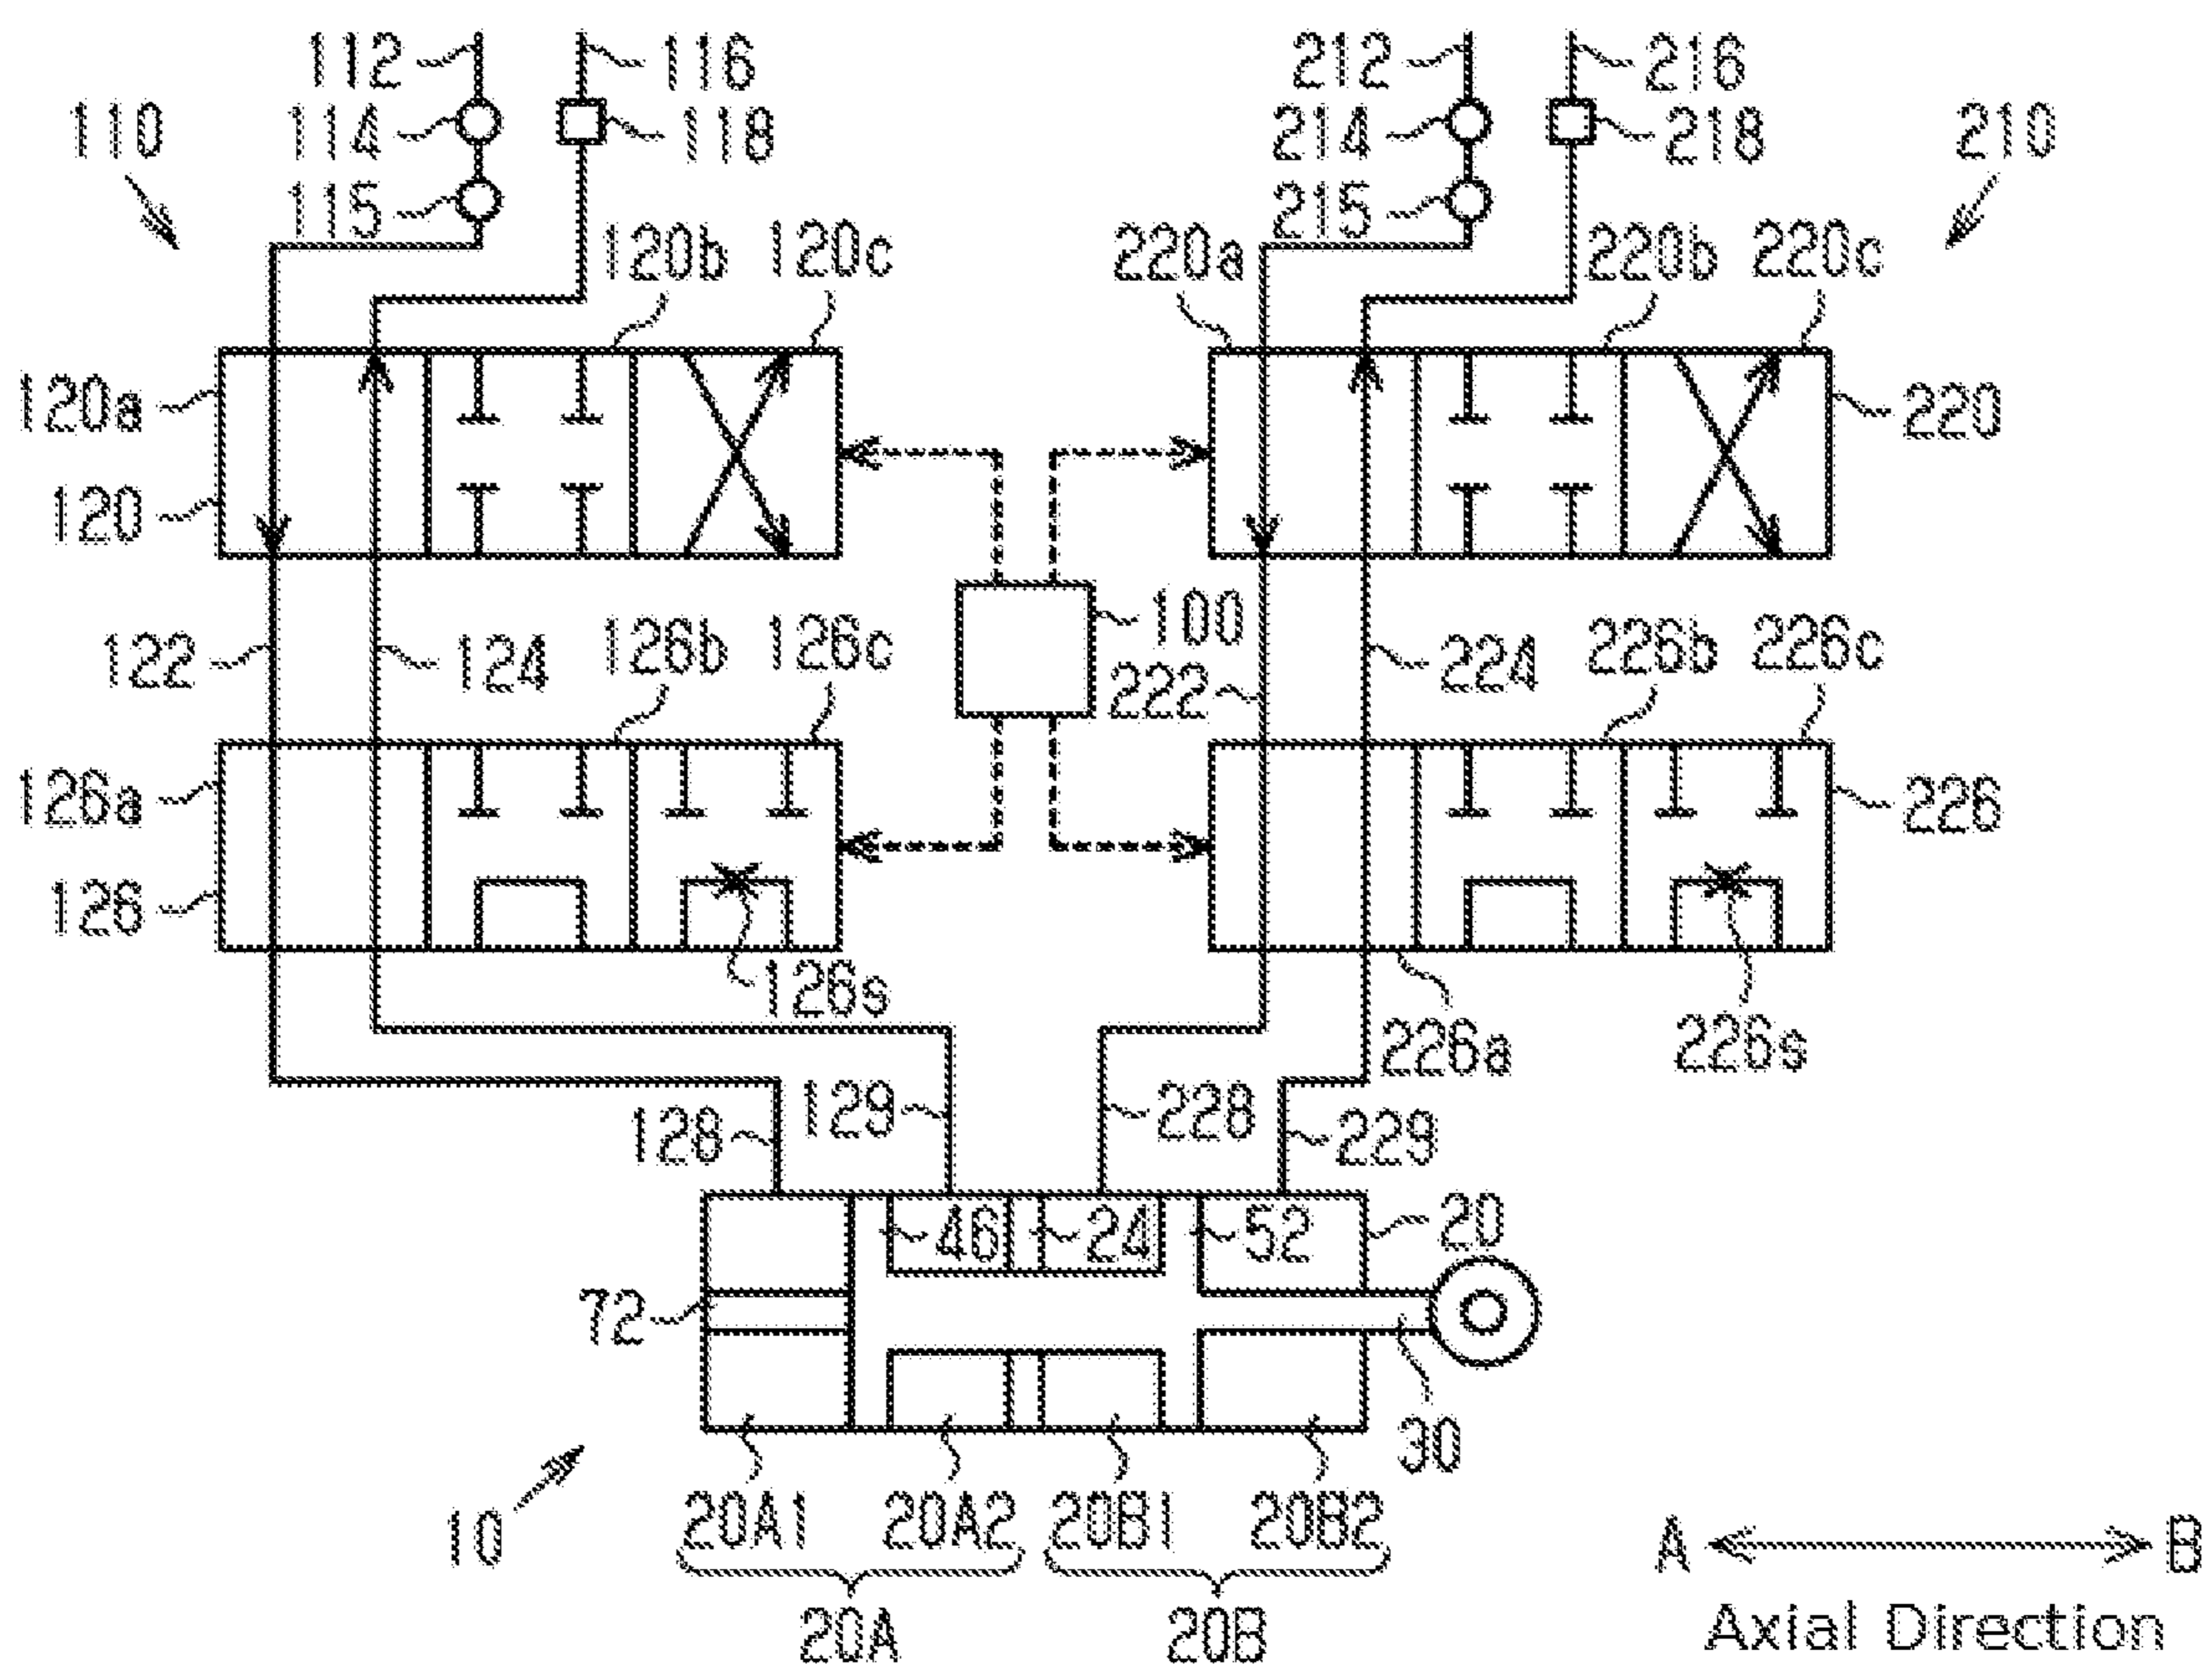 112 116 212 216
110 114 118 214 218 210
115 215
120b 120c 220a 220b 220c
120a 220
120
100
122 124 126b 126c 222 224 226b 226c
126a 226
126
126s 226a 226s
128 129 228 229
46 24 52 20
72
30
10 20A1 20A2 20B1 20B2
A B
20A 20B Axial Direction